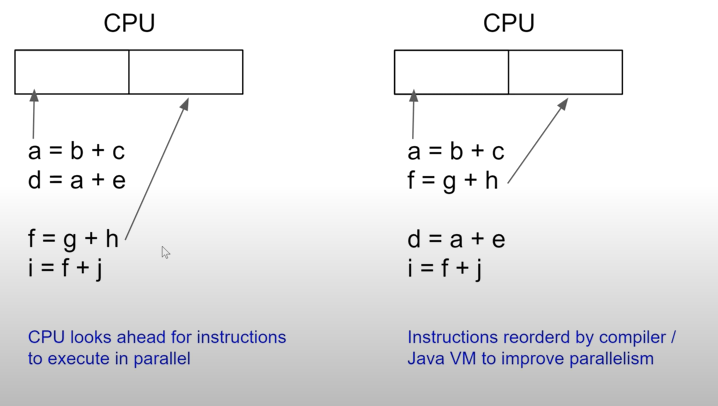 CPU
a = b + c
d = a + e
f = g + h
i = f + j
CPU looks ahead for instructions
to execute in parallel
CPU
a = b + c
f = g + h
d = a + e
i = f + j
Instructions reorderd by compiler /
Java VM to improve parallelism